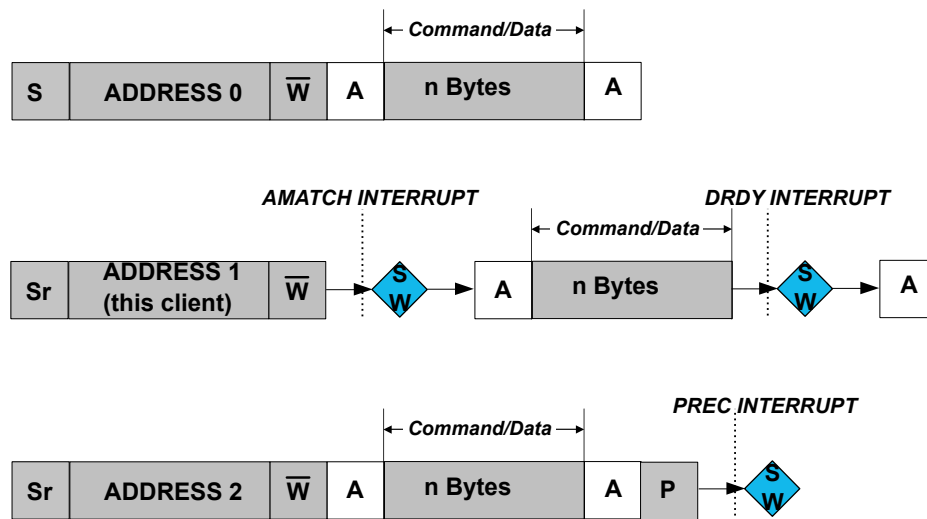 Command/Data
S ADDRESS 0 W̅ A n Bytes A
AMATCH INTERRUPT DRDY INTERRUPT
Command/Data
Sr ADDRESS 1 (this client) W̅ S W A n Bytes S W A
PREC INTERRUPT
Command/Data
Sr ADDRESS 2 W̅ A n Bytes A P S W